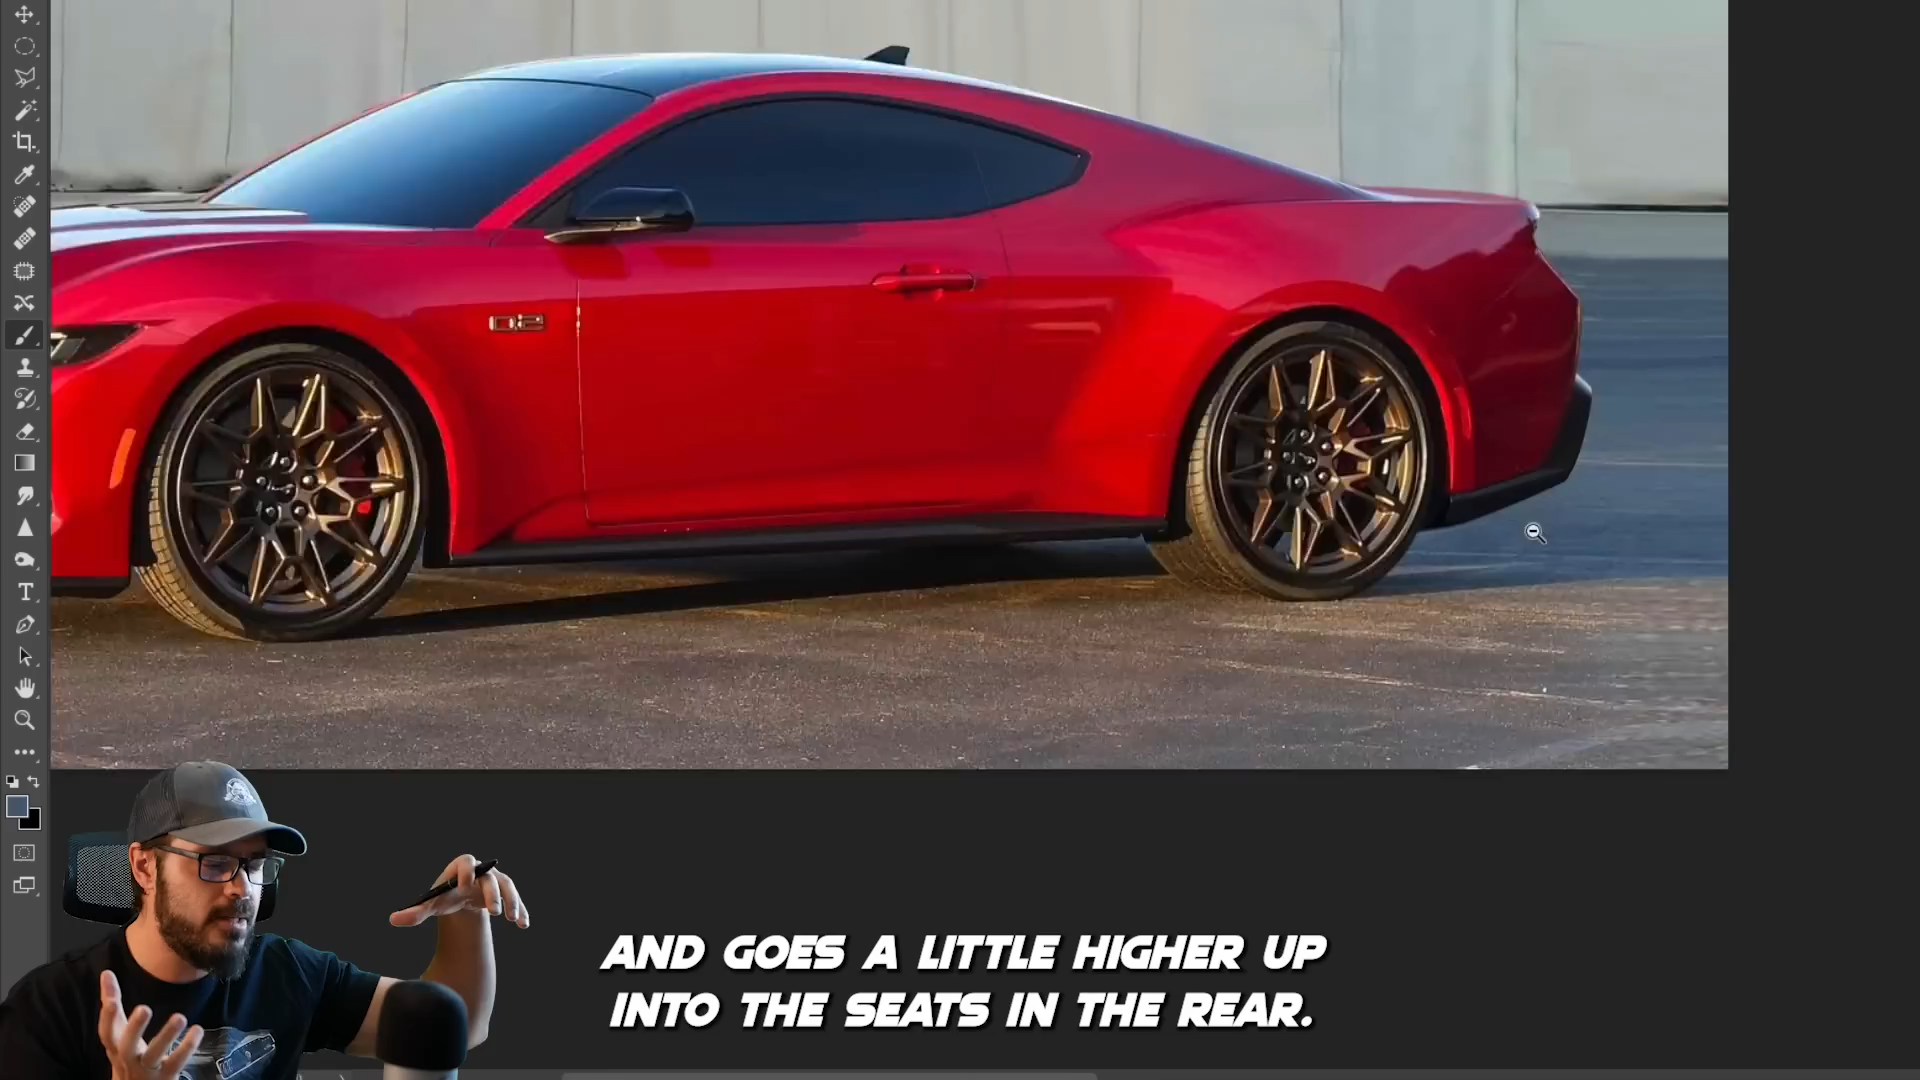 AND GOES A LITTLE HIGHER UP
INTO THE SEATS IN THE REAR.